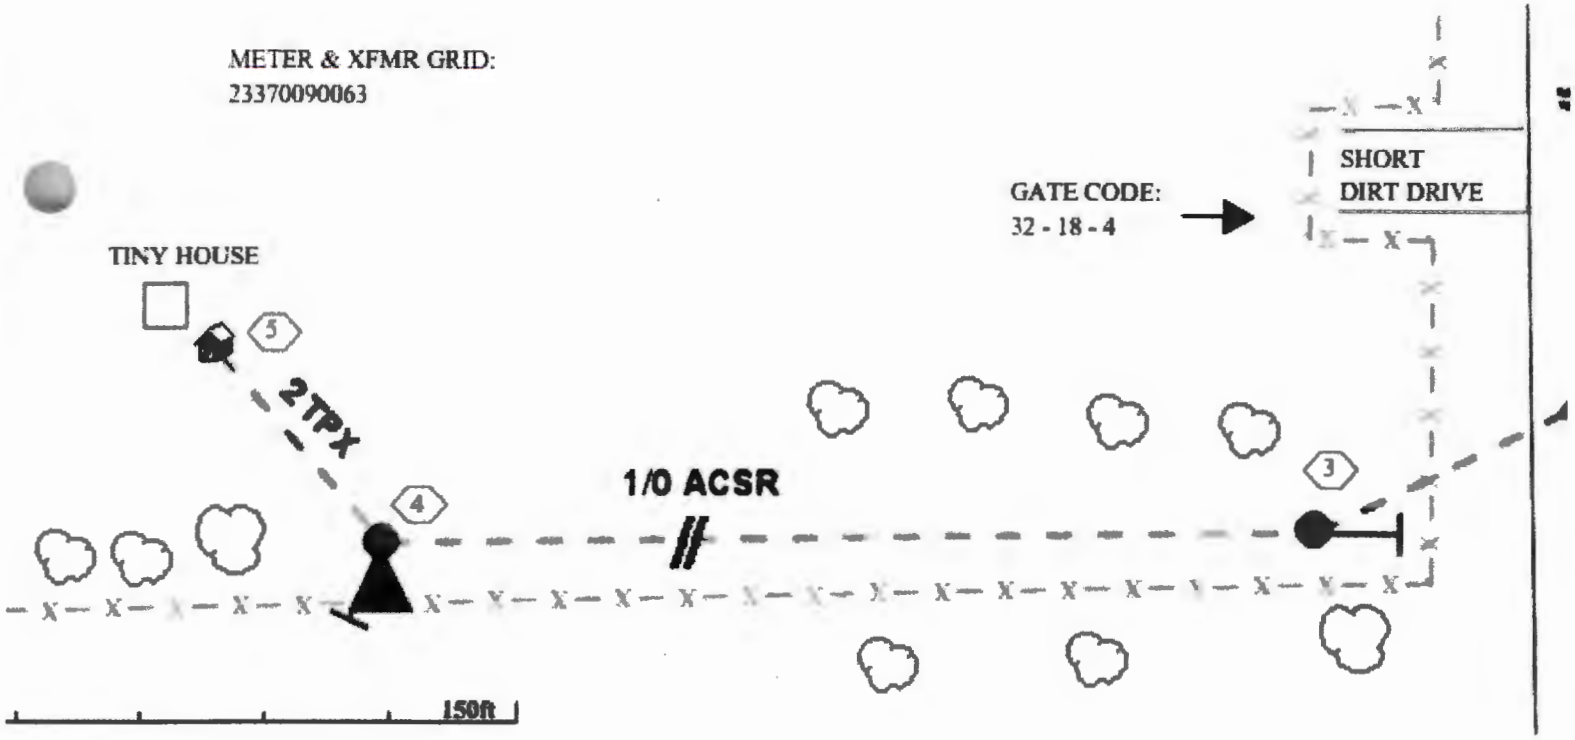 METER & XFMR GRID:
23370090063
SHORT
DIRT DRIVE
GATE CODE:
32 - 18 - 4
TINY HOUSE
5
2 TPX
4
1/0 ACSR
3
150ft